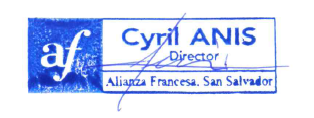 af
Cyril ANIS
Director
Alianza Francesa. San Salvador